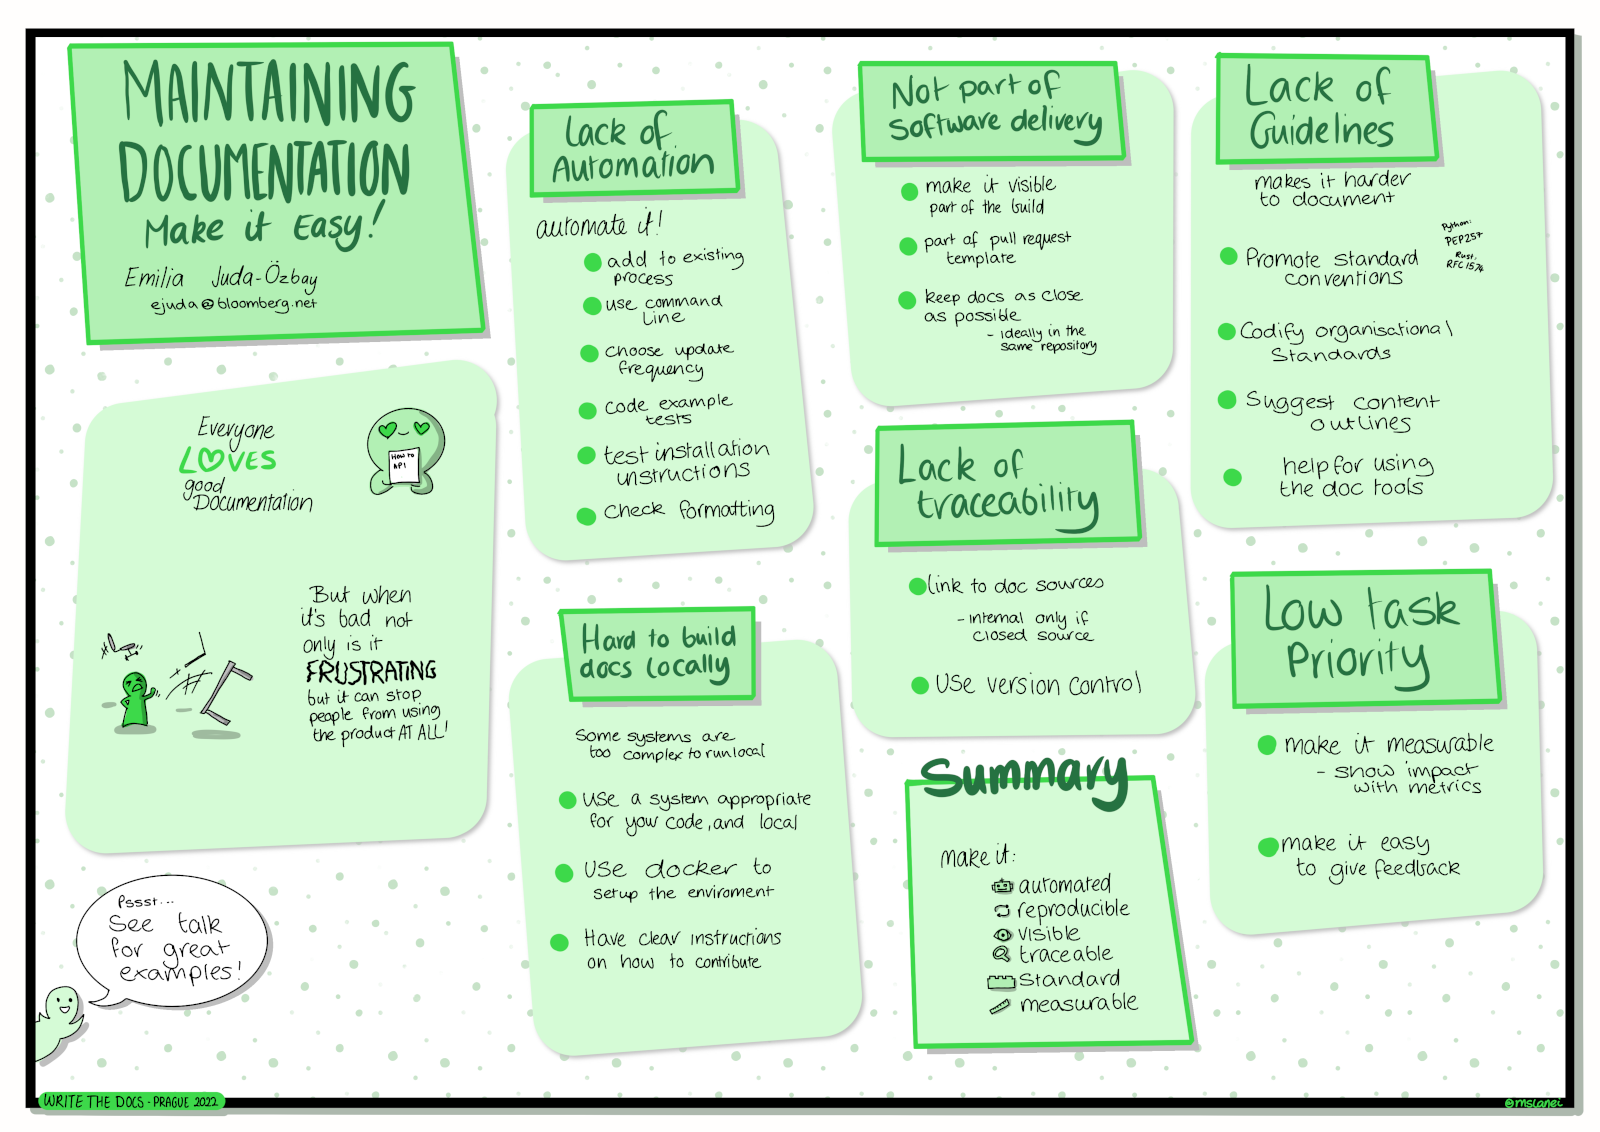 MAINTAINING
DOCUMENTATION
Make it Easy!
Emilia Juda-Özbay
ejuda@bloomberg.net
Everyone
LOVES
good
Documentation
How to
API
But when
it's bad not
only is it
FRUSTRATING
but it can stop
people from using
the product AT ALL!
Pssst...
See talk
for great
examples!
WRITE THE DOCS - PRAGUE 2022
Lack of
Automation
automate it!
add to existing
process
use command
Line
choose update
frequency
code example
tests
test installation
unstructions
check formatting
Hard to build
docs locally
Some systems are
too complex to run local
USE a system appropriate
for your code, and local
USE docker to
setup the enviroment
Have clear instructions
on how to contribute
Not part of
Software delivery
make it visible
part of the build
part of pull request
template
keep docs as close
as possible
- ideally in the
same repository
Lack of
traceability
link to doc sources
- internal only if
closed source
USE version control
Summary
make it:
automated
reproducible
visible
traceable
Standard
measurable
Lack of
Guidelines
makes it harder
to document
Python:
PEP257
Rust:
RFC1574
Promote standard
conventions
Codify organisational
Standards
Suggest content
outlines
help for using
the doc tools
Low task
Priority
make it measurable
- show impact
with metrics
make it easy
to give feedback
@mslanei